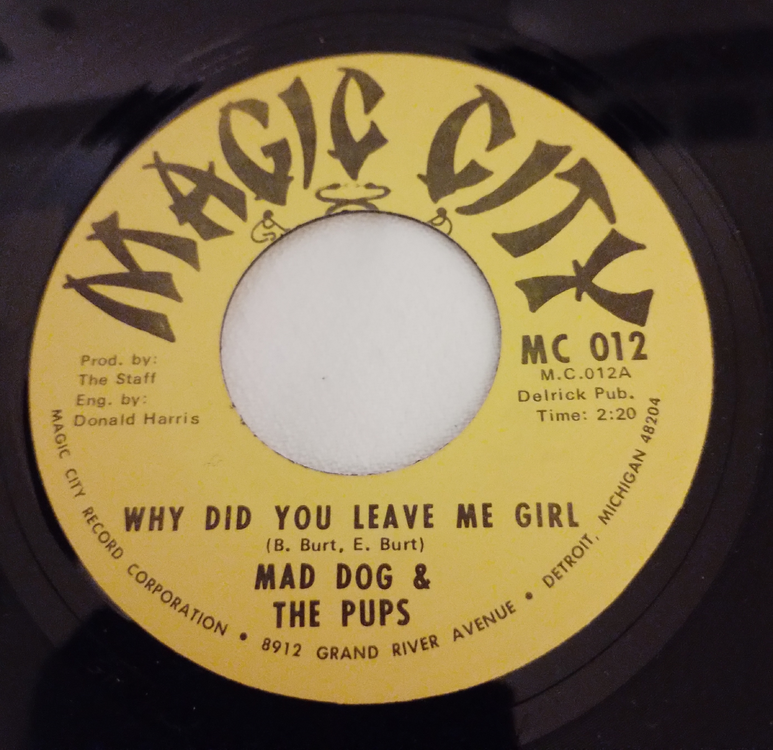 MAGIC CITY
MC 012
M.C.012A
Delrick Pub.
Time: 2:20
Prod. by:
The Staff
Eng. by:
Donald Harris
WHY DID YOU LEAVE ME GIRL
(B. Burt, E. Burt)
MAD DOG &
THE PUPS
MAGIC CITY RECORD CORPORATION • 8912 GRAND RIVER AVENUE • DETROIT, MICHIGAN 48204